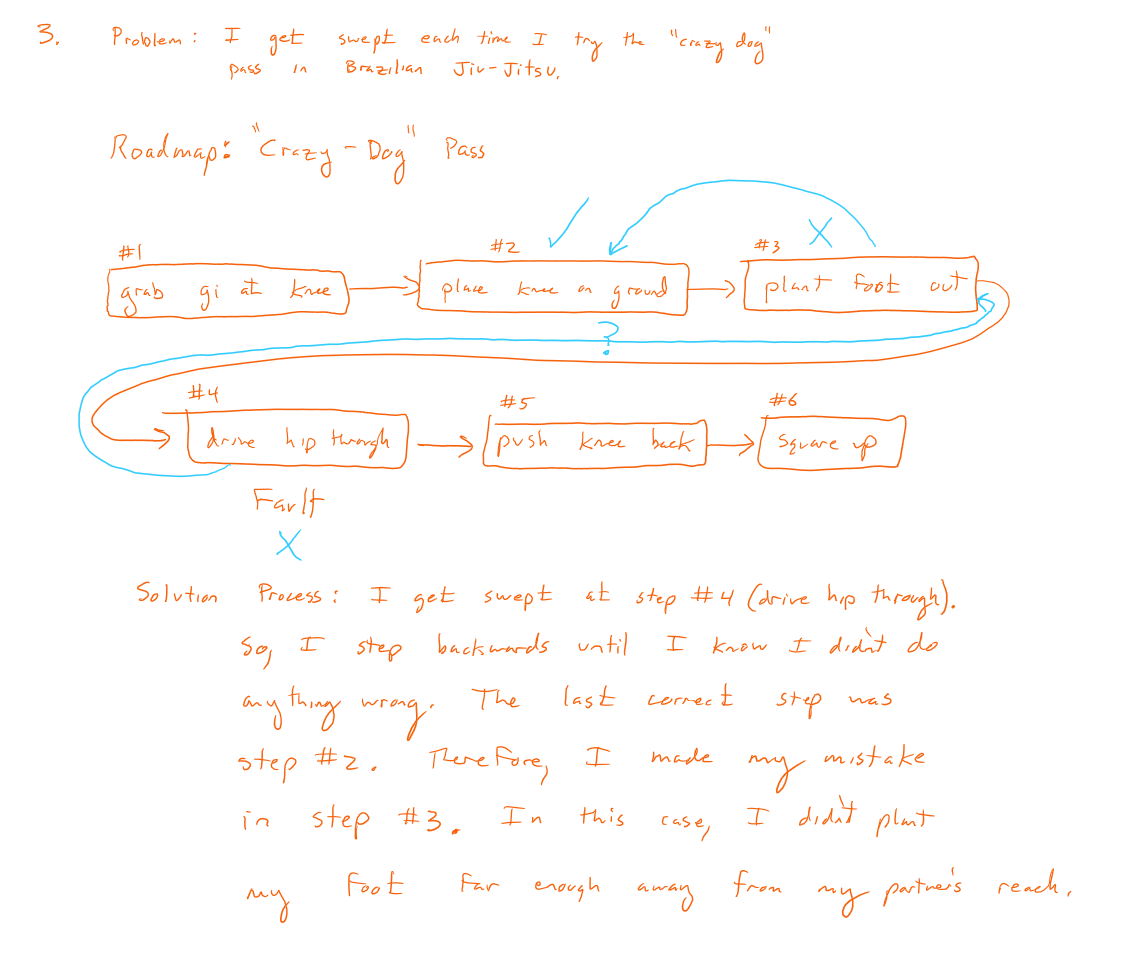 3. Problem: I get swept each time I try the "crazy dog"
pass in Brazilian Jiu-Jitsu.
Roadmap: "Crazy-Dog" Pass
#1 #2 X #3
grab gi at knee place knee on ground plant foot out
?
#4 #5 #6
drive hip through push knee back square up
Fault
X
Solution Process: I get swept at step #4 (drive hip through).
So, I step backwards until I know I didn't do
anything wrong. The last correct step was
step #2. Therefore, I made my mistake
in step #3. In this case, I didn't plant
my foot far enough away from my partner's reach.